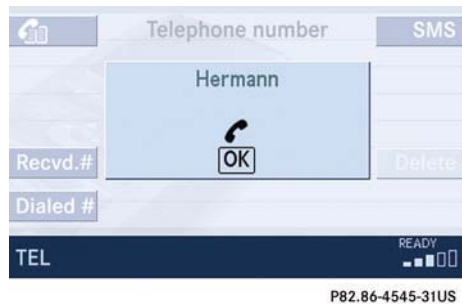 Telephone number
SMS
Hermann
OK
Recvd.#
Delete
Dialed #
TEL
READY
P82.86-4545-31US